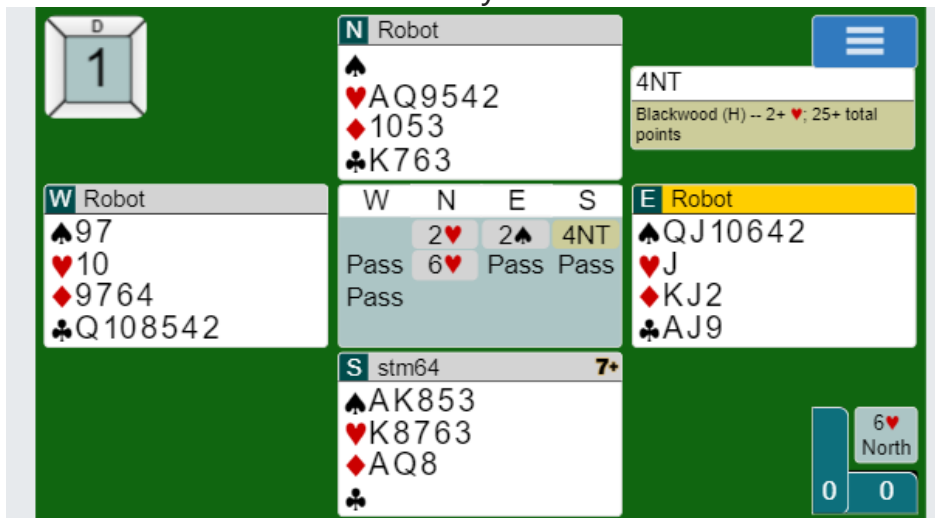 D
1
N Robot
♠
♥AQ9542
♦1053
♣K763
4NT
Blackwood (H) -- 2+ ♥; 25+ total
points
W Robot
♠97
♥10
♦9764
♣Q108542
W N E S
2♥ 2♠ 4NT
Pass 6♥ Pass Pass
Pass
E Robot
♠QJ10642
♥J
♦KJ2
♣AJ9
S stm64 7+
♠AK853
♥K8763
♦AQ8
♣
6♥
North
0 0